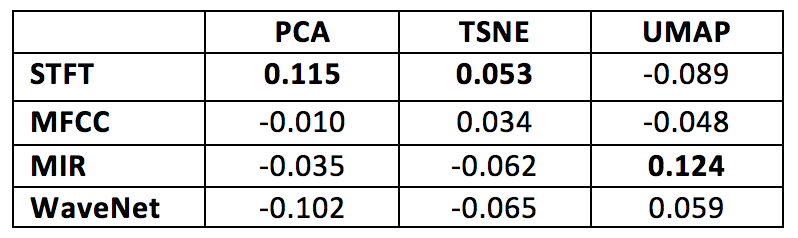 PCA TSNE UMAP
STFT 0.115 0.053 -0.089
MFCC -0.010 0.034 -0.048
MIR -0.035 -0.062 0.124
WaveNet -0.102 -0.065 0.059